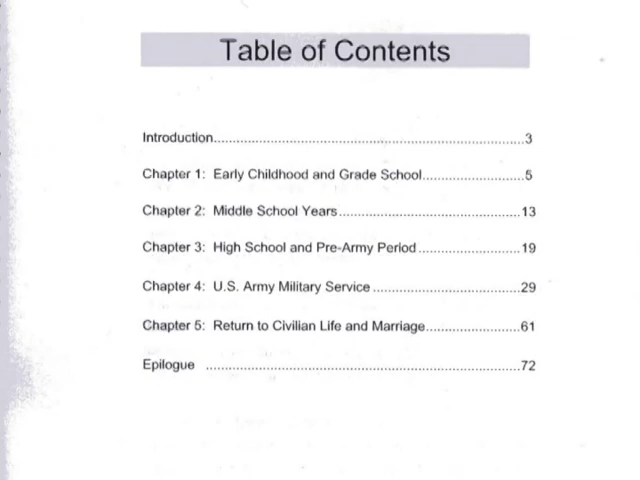 Table of Contents
Introduction....................................................................................3
Chapter 1:  Early Childhood and Grade School............................5
Chapter 2:  Middle School Years.................................................13
Chapter 3:  High School and Pre-Army Period............................19
Chapter 4:  U.S. Army Military Service........................................29
Chapter 5:  Return to Civilian Life and Marriage.........................61
Epilogue  .....................................................................................72